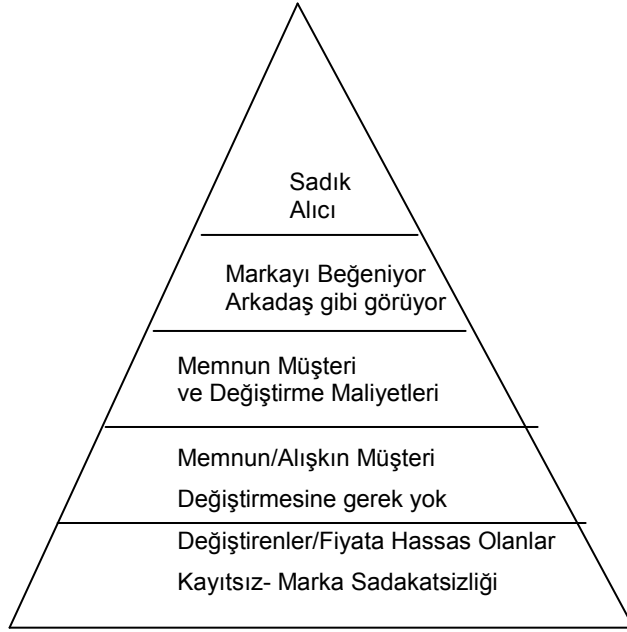 Sadık
Alıcı
Markayı Beğeniyor
Arkadaş gibi görüyor
Memnun Müşteri
ve Değiştirme Maliyetleri
Memnun/Alışkın Müşteri
Değiştirmesine gerek yok
Değiştirenler/Fiyata Hassas Olanlar
Kayıtsız- Marka Sadakatsizliği